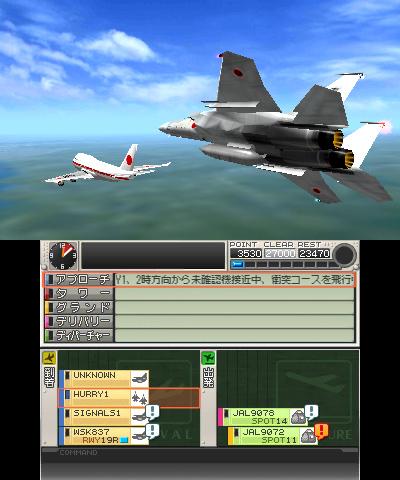 POINT CLEAR REST
3530 27000 23470
アプローチ Y1、2時方向から未確認機接近中、衝突コースを飛行
タワー
グランド
デリバリー
ディパーチャー
到着
UNKNOWN
HURRY1
SIGNALS1
WSK837
RWY19R
出発
JAL9078
SPOT14
JAL9072
SPOT11
COMMAND